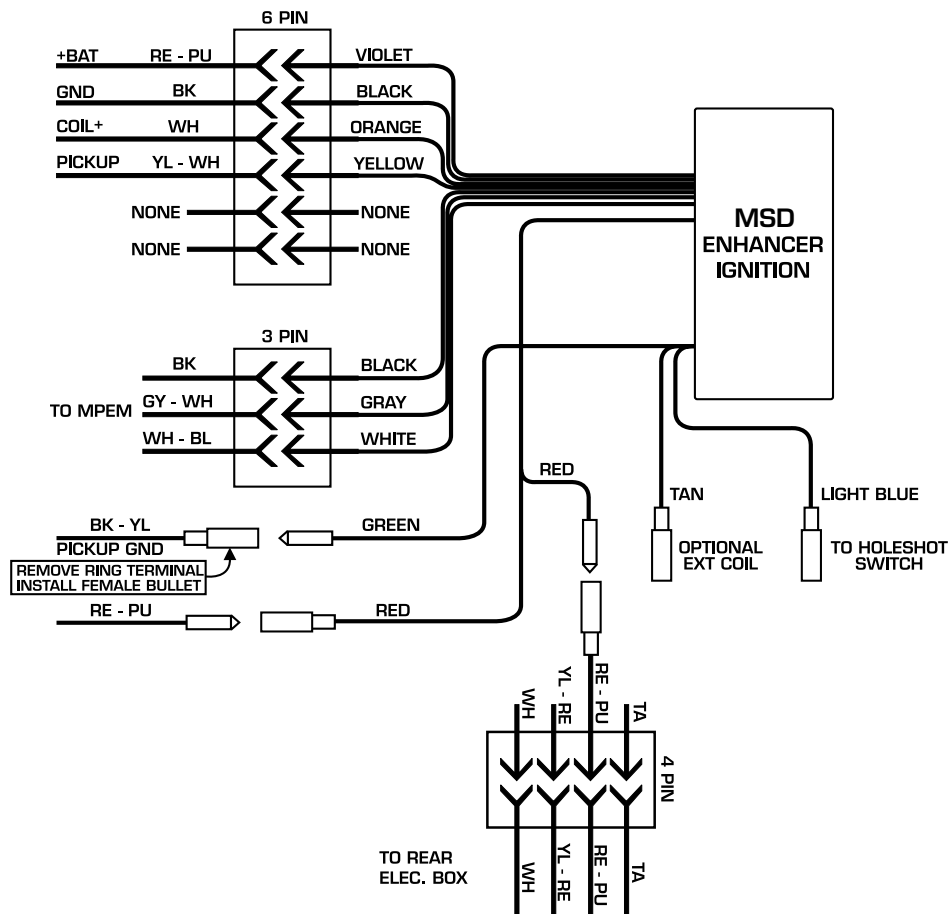 6 PIN
+BAT RE - PU VIOLET
GND BK BLACK
COIL+ WH ORANGE
PICKUP YL - WH YELLOW
NONE NONE
NONE NONE
MSD
ENHANCER
IGNITION
3 PIN
BK BLACK
TO MPEM GY - WH GRAY
WH - BL WHITE
RED
TAN
LIGHT BLUE
BK - YL GREEN
PICKUP GND
OPTIONAL
EXT COIL
TO HOLESHOT
SWITCH
REMOVE RING TERMINAL
INSTALL FEMALE BULLET
RE - PU RED
WH YL - RE RE - PU TA
4 PIN
TO REAR
ELEC. BOX
WH YL - RE RE - PU TA